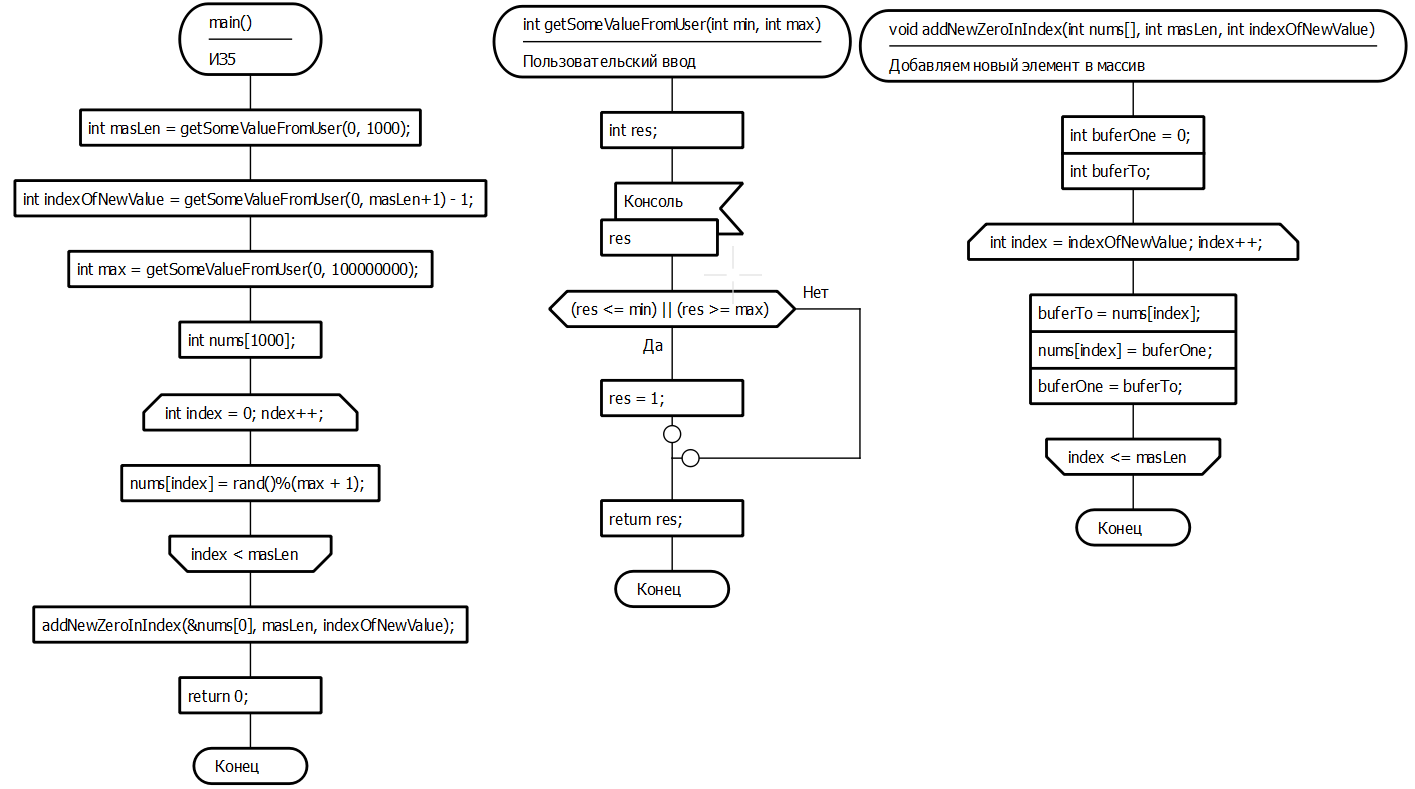 main()
ИЗ5
int masLen = getSomeValueFromUser(0, 1000);
int indexOfNewValue = getSomeValueFromUser(0, masLen+1) - 1;
int max = getSomeValueFromUser(0, 100000000);
int nums[1000];
int index = 0; ndex++;
nums[index] = rand()%(max + 1);
index < masLen
addNewZeroInIndex(&nums[0], masLen, indexOfNewValue);
return 0;
Конец
int getSomeValueFromUser(int min, int max)
Пользовательский ввод
int res;
Консоль
res
(res <= min) || (res >= max)
Нет
Да
res = 1;
return res;
Конец
void addNewZeroInIndex(int nums[], int masLen, int indexOfNewValue)
Добавляем новый элемент в массив
int buferOne = 0;
int buferTo;
int index = indexOfNewValue; index++;
buferTo = nums[index];
nums[index] = buferOne;
buferOne = buferTo;
index <= masLen
Конец